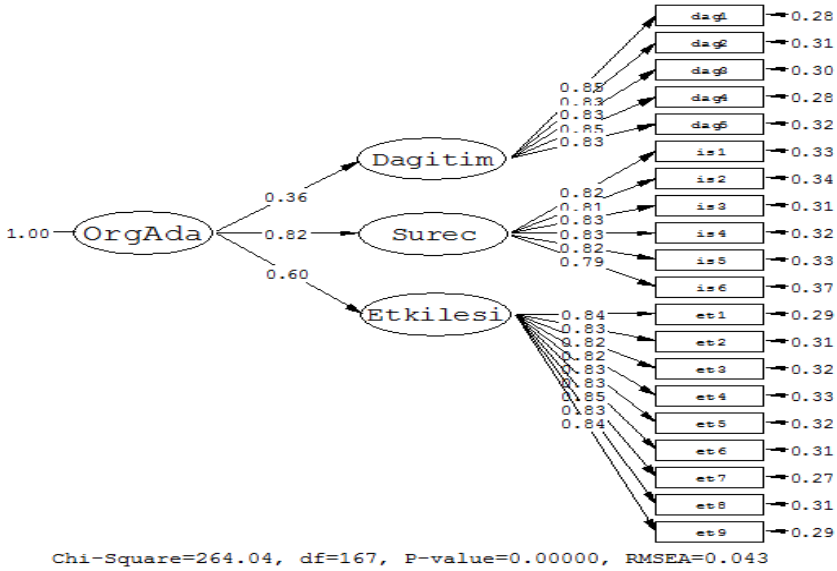 dag1 0.28
dag2 0.31
dag3 0.30
dag4 0.28
dag5 0.32
is1 0.33
is2 0.34
is3 0.31
is4 0.32
is5 0.33
is6 0.37
et1 0.29
et2 0.31
et3 0.32
et4 0.33
et5 0.32
et6 0.31
et7 0.27
et8 0.31
et9 0.29
0.85
0.83
0.83
0.85
0.83
Dagitim
0.82
0.81
0.83
0.83
0.82
0.79
0.36
1.00 OrgAda 0.82 Surec
0.60
Etkilesi
0.84
0.83
0.82
0.82
0.83
0.83
0.85
0.83
0.84
Chi-Square=264.04, df=167, P-value=0.00000, RMSEA=0.043